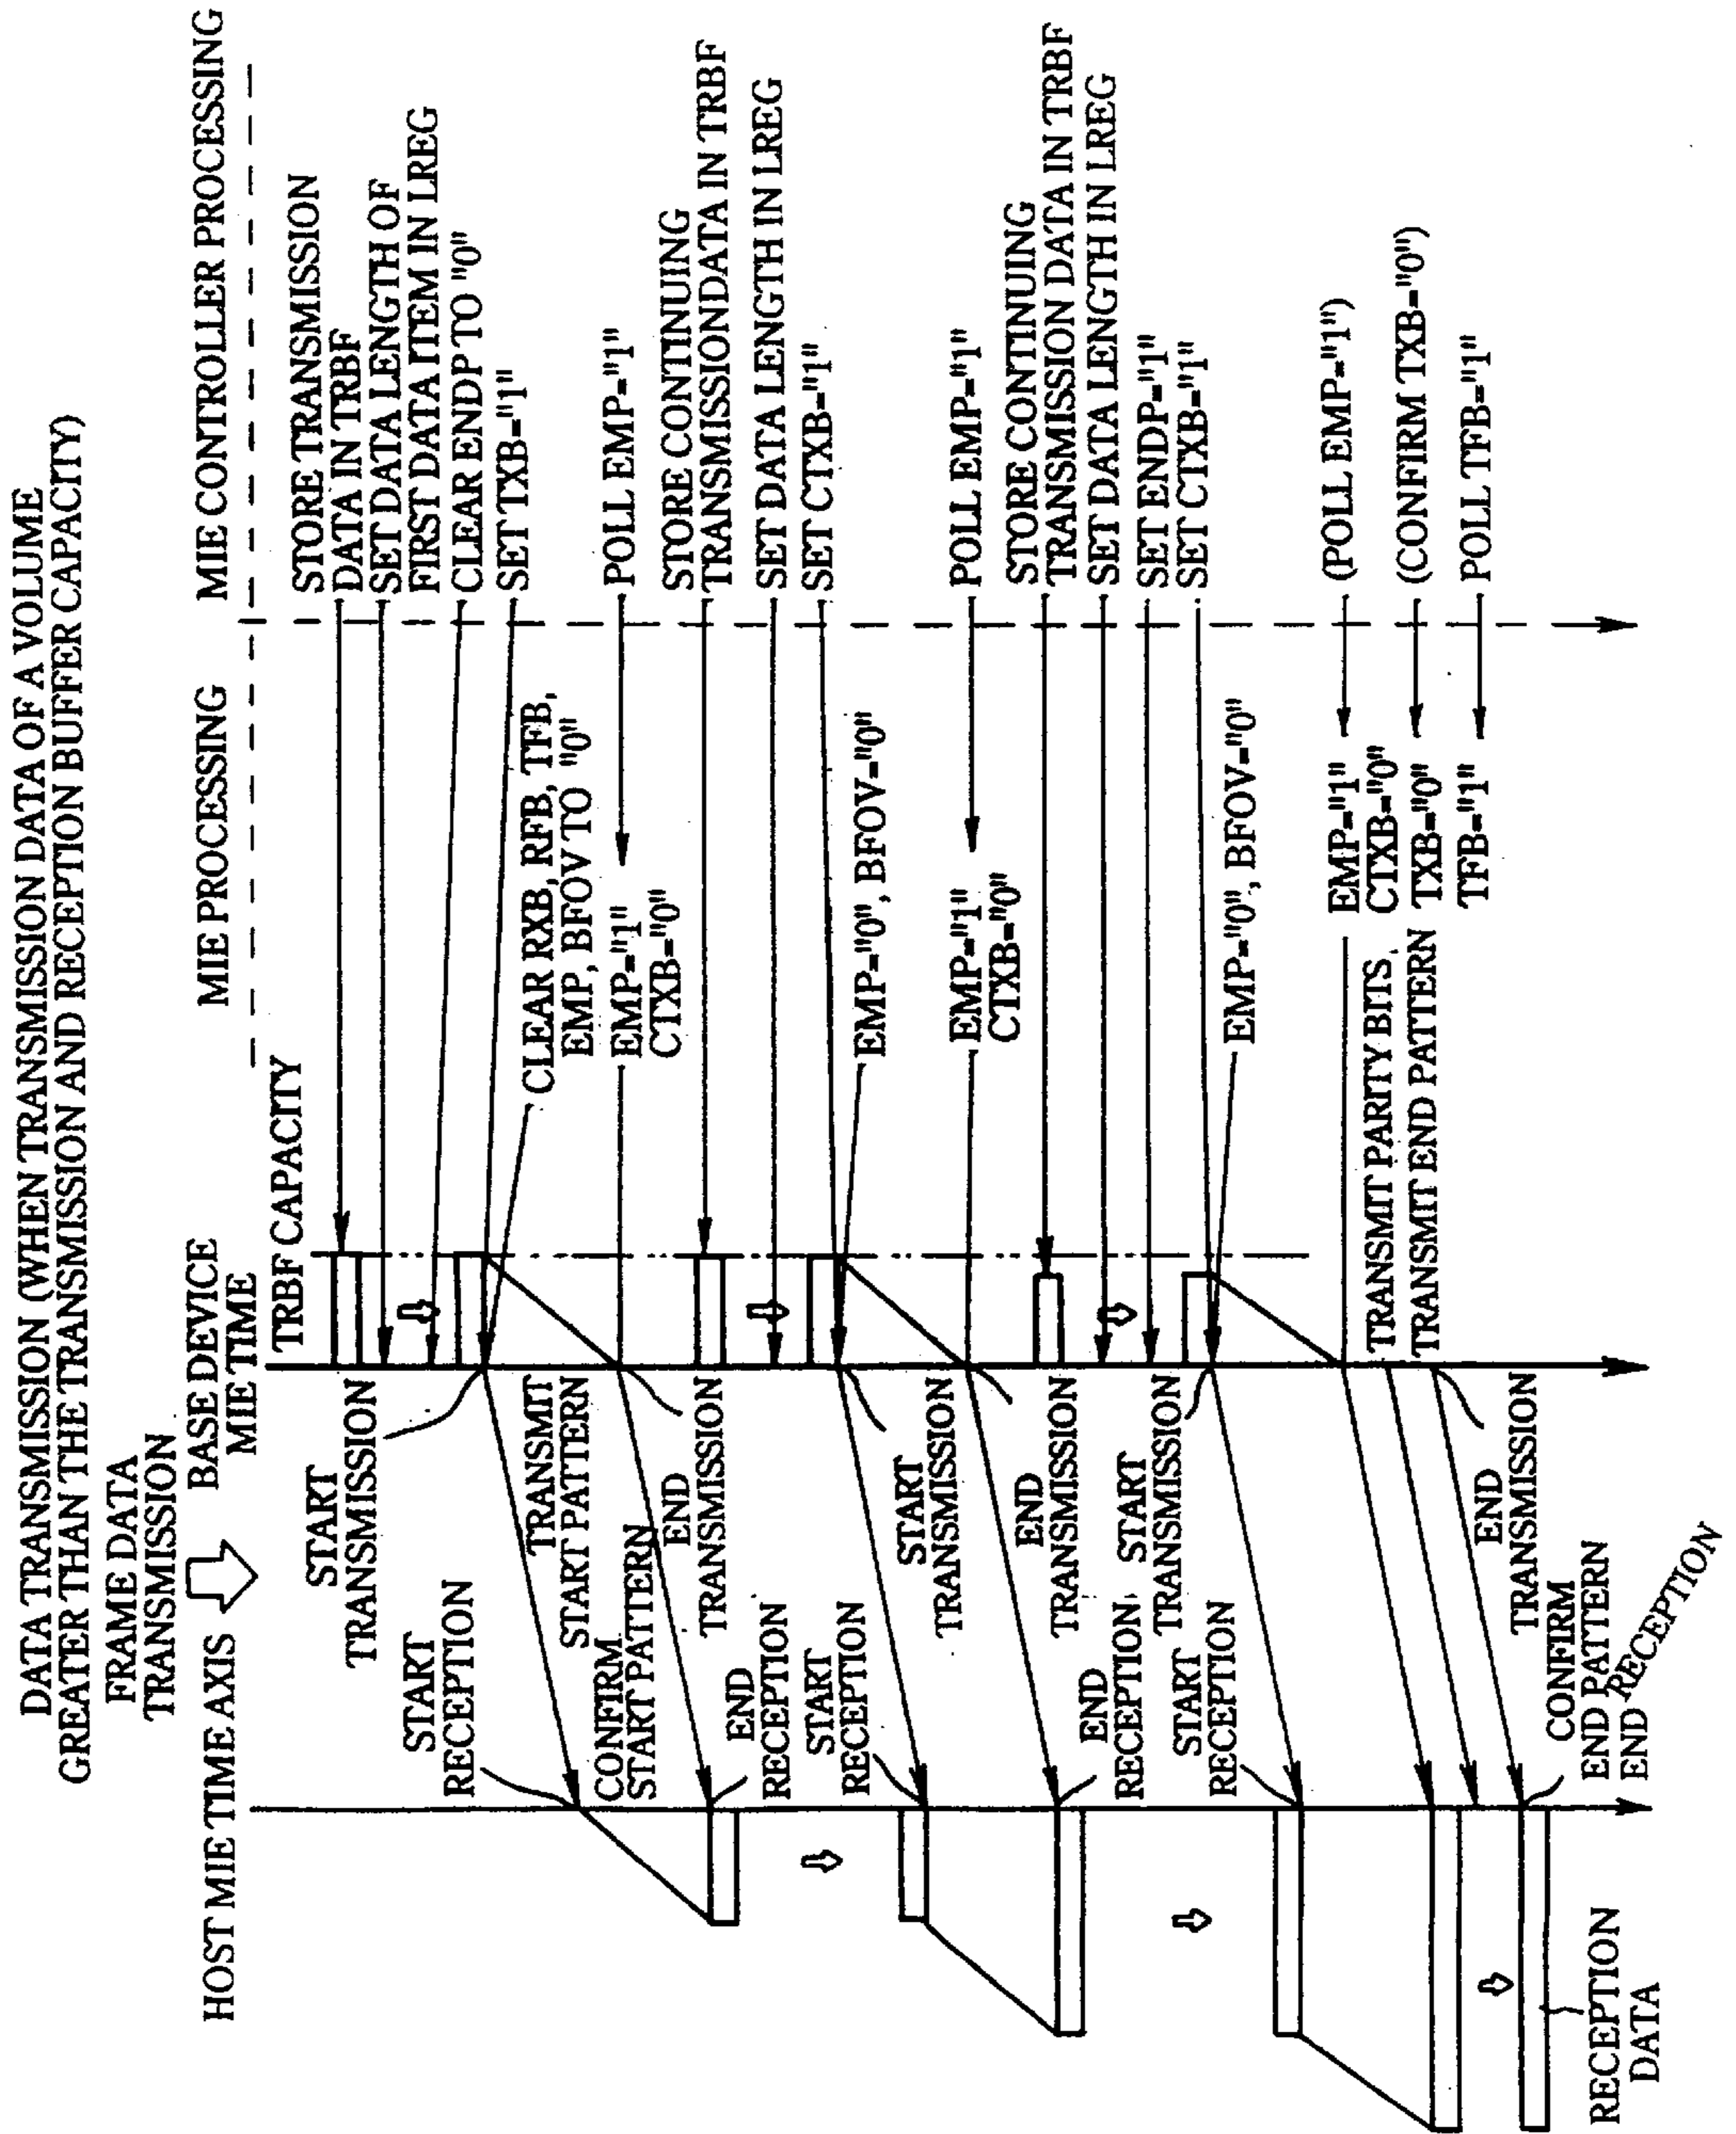 DATA TRANSMISSION (WHEN TRANSMISSION DATA OF A VOLUME
GREATER THAN THE TRANSMISSION AND RECEPTION BUFFER CAPACITY)
FRAME DATA
TRANSMISSION
HOST MIE TIME AXIS
BASE DEVICE
MIE TIME
TRBF CAPACITY
MIE PROCESSING
MIE CONTROLLER PROCESSING
STORE TRANSMISSION
DATA IN TRBF
SET DATA LENGTH OF
FIRST DATA ITEM IN LREG
CLEAR ENDP TO "0"
SET TXB="1"
POLL EMP="1"
STORE CONTINUING
TRANSMISSIONDATA IN TRBF
SET DATA LENGTH IN LREG
SET CTXB="1"
POLL EMP="1"
STORE CONTINUING
TRANSMISSION DATA IN TRBF
SET DATA LENGTH IN LREG
SET ENDP="1"
SET CTXB="1"
(POLL EMP="1")
(CONFIRM TXB="0")
POLL TFB="1"
CLEAR RXB, RFB, TFB,
EMP, BFOV TO "0"
EMP="1"
CTXB="0"
EMP="0", BFOV="0"
EMP="1"
CTXB="0"
EMP="0", BFOV="0"
EMP="1"
CTXB="0"
TXB="0"
TFB="1"
TRANSMIT PARITY BITS
TRANSMIT END PATTERN
START
TRANSMISSION
TRANSMIT
START PATTERN
END
TRANSMISSION
START
TRANSMISSION
END
TRANSMISSION
START
TRANSMISSION
END
TRANSMISSION
START
RECEPTION
CONFIRM
START PATTERN
END
RECEPTION
START
RECEPTION
END
RECEPTION
START
RECEPTION
CONFIRM
END PATTERN
END RECEPTION
RECEPTION
DATA